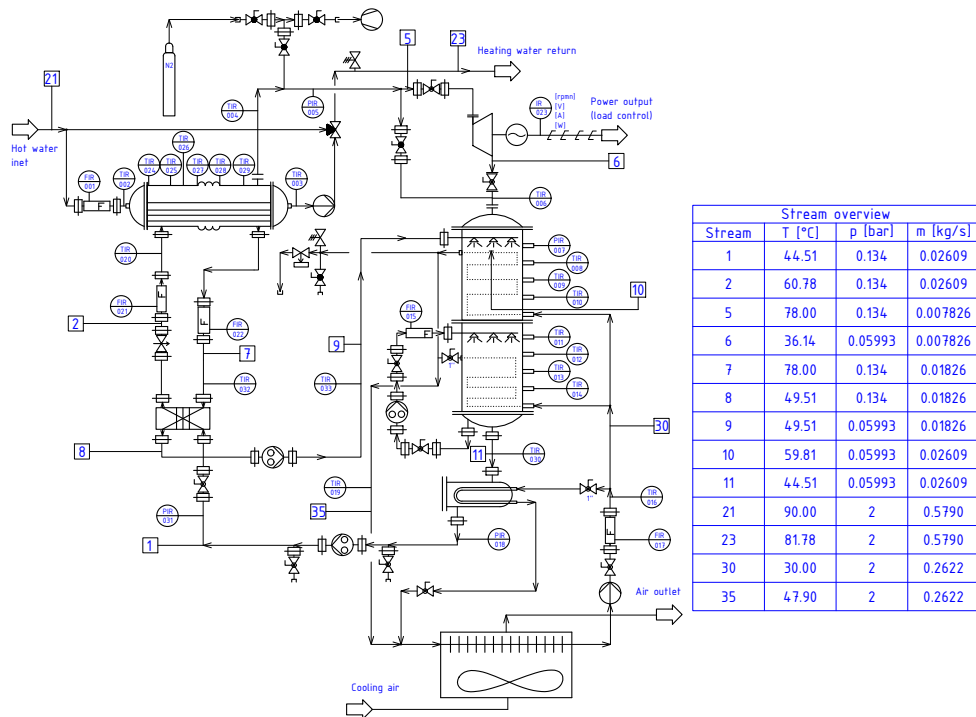 N2
5
23
Heating water return
21
TIR 004
PIR 005
[rpmn]
[V]
[A]
[W]
IR 023
Power output
(load control)
Hot water
inet
TIR 026
TIR 024
TIR 025
TIR 027
TIR 028
TIR 029
FIR 001
TIR 002
TIR 003
F
6
TIR 006
TIR 020
PIR 007
TIR 008
TIR 009
TIR 010
10
FIR 021
F
2
F
FIR 022
FIR 015
F
9
7
TIR 032
TIR 033
1"
TIR 011
TIR 012
TIR 013
TIR 014
30
8
11
TIR 030
TIR 019
35
1"
TIR 016
PIR 031
1
PIR 018
F
FIR 017
Air outlet
Cooling air
Stream overview
Stream T [°C] p [bar] m [kg/s]
1 44.51 0.134 0.02609
2 60.78 0.134 0.02609
5 78.00 0.134 0.007826
6 36.14 0.05993 0.007826
7 78.00 0.134 0.01826
8 49.51 0.134 0.01826
9 49.51 0.05993 0.01826
10 59.81 0.05993 0.02609
11 44.51 0.05993 0.02609
21 90.00 2 0.5790
23 81.78 2 0.5790
30 30.00 2 0.2622
35 47.90 2 0.2622